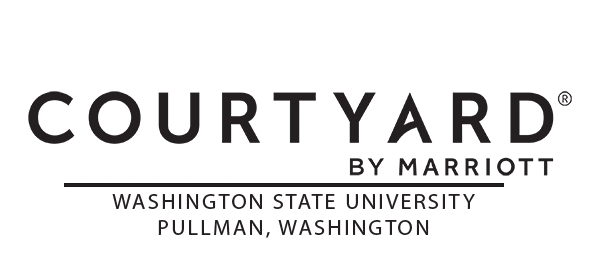 COURTYARD®
BY MARRIOTT
WASHINGTON STATE UNIVERSITY
PULLMAN, WASHINGTON